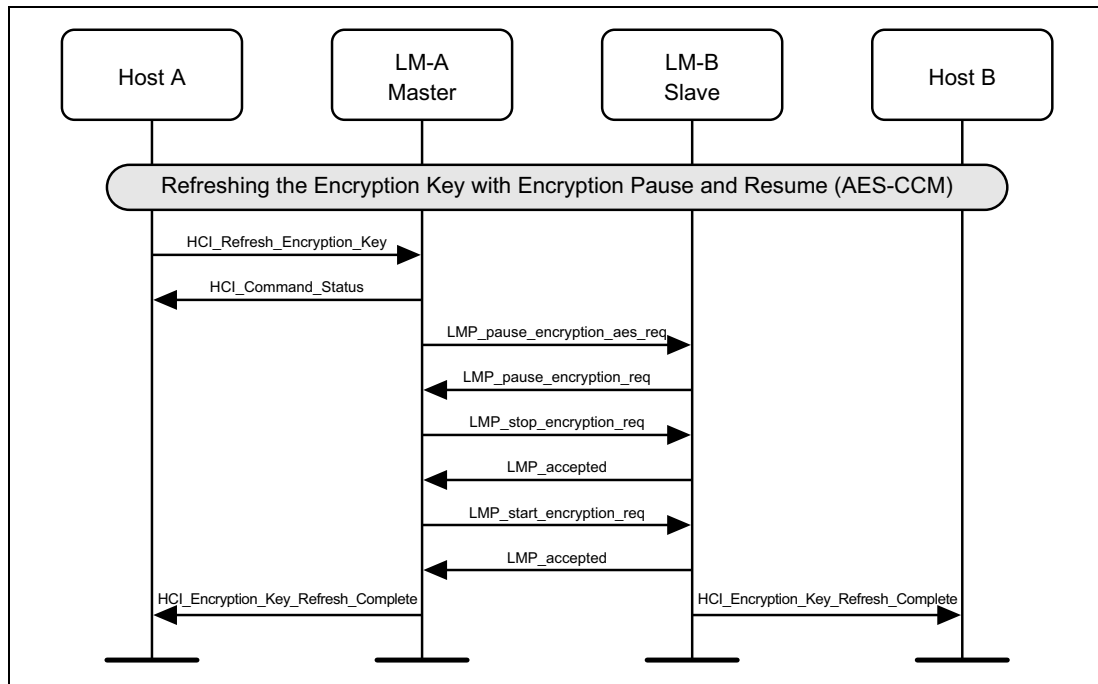 Host A
LM-A
Master
LM-B
Slave
Host B
Refreshing the Encryption Key with Encryption Pause and Resume (AES-CCM)
HCI_Refresh_Encryption_Key
HCI_Command_Status
LMP_pause_encryption_aes_req
LMP_pause_encryption_req
LMP_stop_encryption_req
LMP_accepted
LMP_start_encryption_req
LMP_accepted
HCI_Encryption_Key_Refresh_Complete
HCI_Encryption_Key_Refresh_Complete